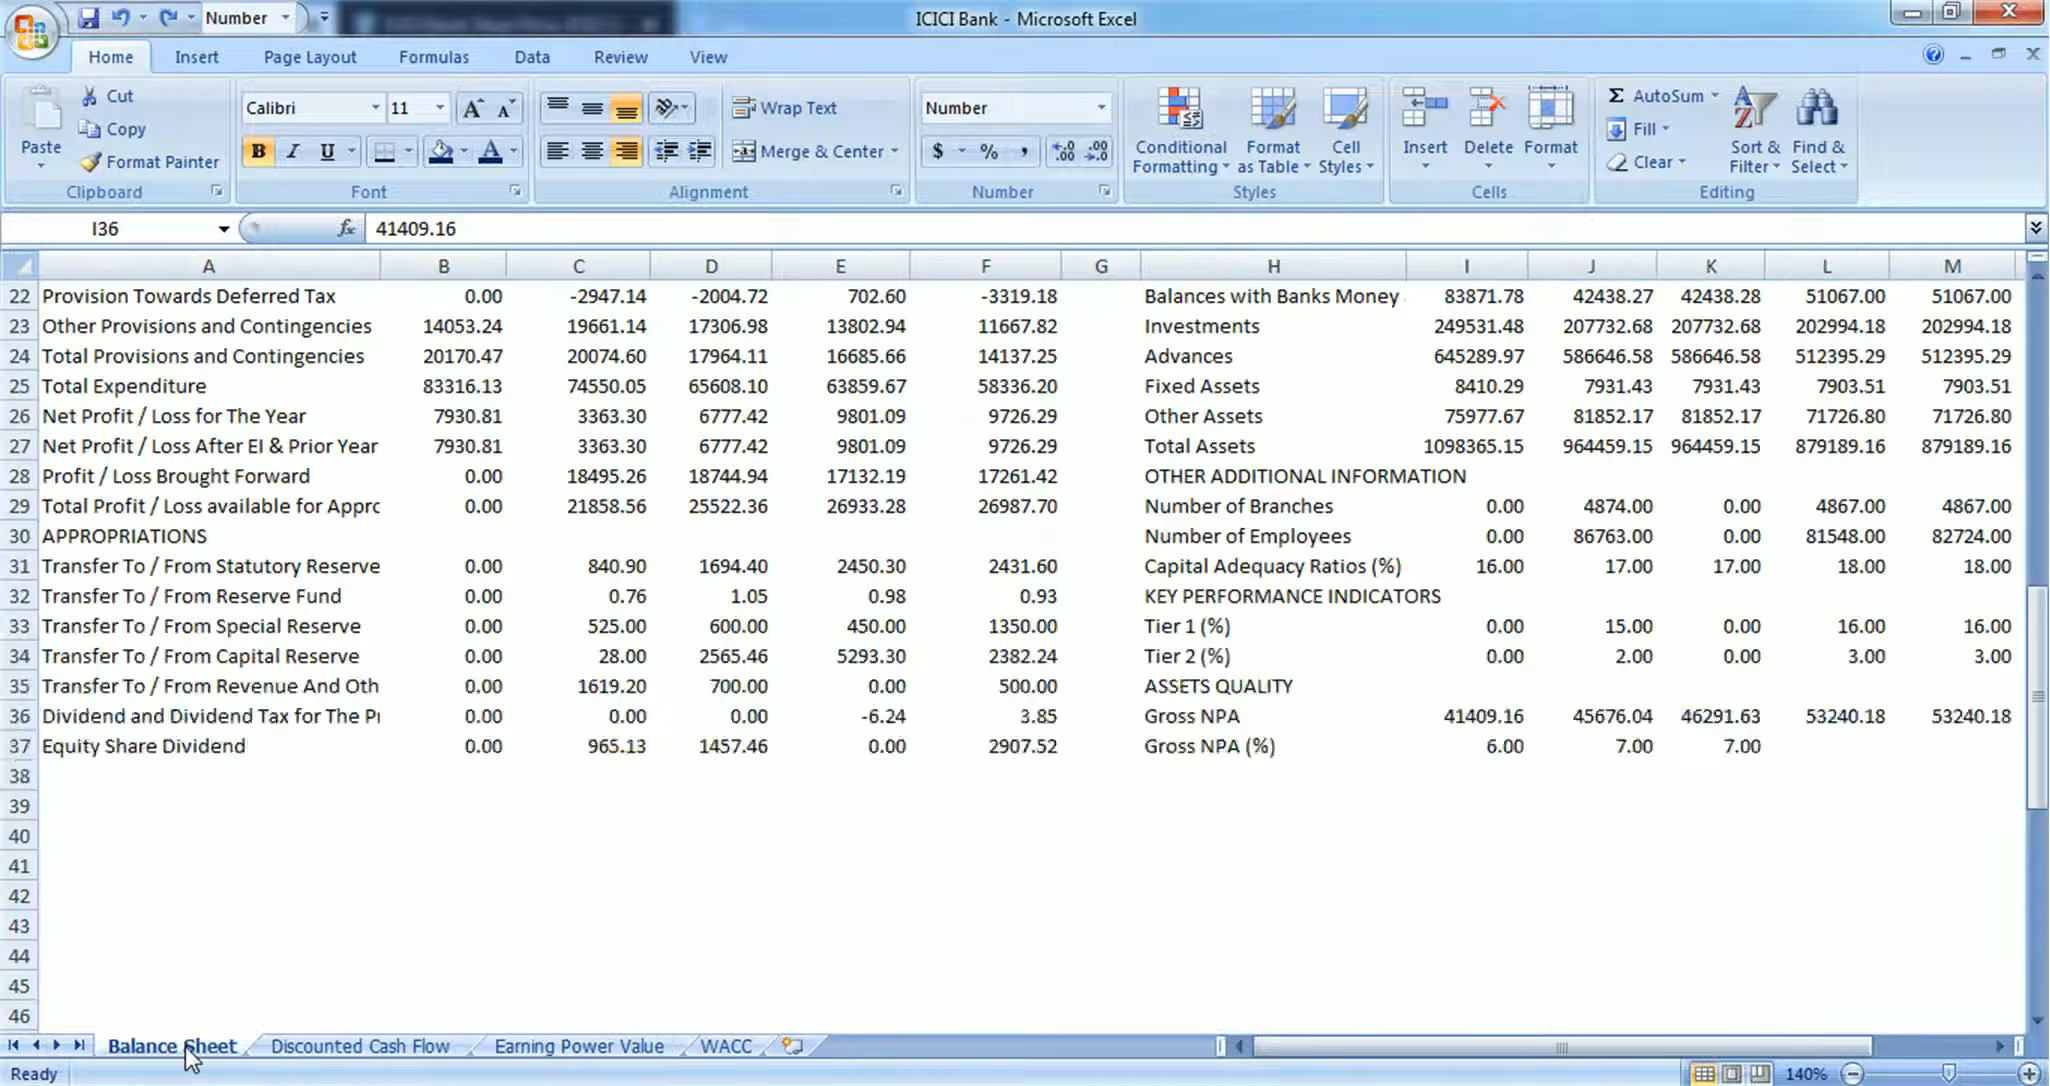 Number
ICICI Bank - Microsoft Excel
Home Insert Page Layout Formulas Data Review View
Paste
Cut
Copy
Format Painter
Clipboard
Calibri 11
B I U
Font
Wrap Text
Merge & Center
Alignment
Number
$ % ,
Number
Conditional Formatting
Format as Table
Cell Styles
Styles
Insert Delete Format
Cells
Σ AutoSum
Fill
Clear
Sort & Filter
Find & Select
Editing
I36 fx 41409.16
A B C D E F G H I J K L M
22 Provision Towards Deferred Tax 0.00 -2947.14 -2004.72 702.60 -3319.18 Balances with Banks Money 83871.78 42438.27 42438.28 51067.00 51067.00
23 Other Provisions and Contingencies 14053.24 19661.14 17306.98 13802.94 11667.82 Investments 249531.48 207732.68 207732.68 202994.18 202994.18
24 Total Provisions and Contingencies 20170.47 20074.60 17964.11 16685.66 14137.25 Advances 645289.97 586646.58 586646.58 512395.29 512395.29
25 Total Expenditure 83316.13 74550.05 65608.10 63859.67 58336.20 Fixed Assets 8410.29 7931.43 7931.43 7903.51 7903.51
26 Net Profit / Loss for The Year 7930.81 3363.30 6777.42 9801.09 9726.29 Other Assets 75977.67 81852.17 81852.17 71726.80 71726.80
27 Net Profit / Loss After EI & Prior Year 7930.81 3363.30 6777.42 9801.09 9726.29 Total Assets 1098365.15 964459.15 964459.15 879189.16 879189.16
28 Profit / Loss Brought Forward 0.00 18495.26 18744.94 17132.19 17261.42 OTHER ADDITIONAL INFORMATION
29 Total Profit / Loss available for Appro 0.00 21858.56 25522.36 26933.28 26987.70 Number of Branches 0.00 4874.00 0.00 4867.00 4867.00
30 APPROPRIATIONS Number of Employees 0.00 86763.00 0.00 81548.00 82724.00
31 Transfer To / From Statutory Reserve 0.00 840.90 1694.40 2450.30 2431.60 Capital Adequacy Ratios (%) 16.00 17.00 17.00 18.00 18.00
32 Transfer To / From Reserve Fund 0.00 0.76 1.05 0.98 0.93 KEY PERFORMANCE INDICATORS
33 Transfer To / From Special Reserve 0.00 525.00 600.00 450.00 1350.00 Tier 1 (%) 0.00 15.00 0.00 16.00 16.00
34 Transfer To / From Capital Reserve 0.00 28.00 2565.46 5293.30 2382.24 Tier 2 (%) 0.00 2.00 0.00 3.00 3.00
35 Transfer To / From Revenue And Oth 0.00 1619.20 700.00 0.00 500.00 ASSETS QUALITY
36 Dividend and Dividend Tax for The Pr 0.00 0.00 0.00 -6.24 3.85 Gross NPA 41409.16 45676.04 46291.63 53240.18 53240.18
37 Equity Share Dividend 0.00 965.13 1457.46 0.00 2907.52 Gross NPA (%) 6.00 7.00 7.00
38
39
40
41
42
43
44
45
46
Balance Sheet Discounted Cash Flow Earning Power Value WACC
Ready 140%